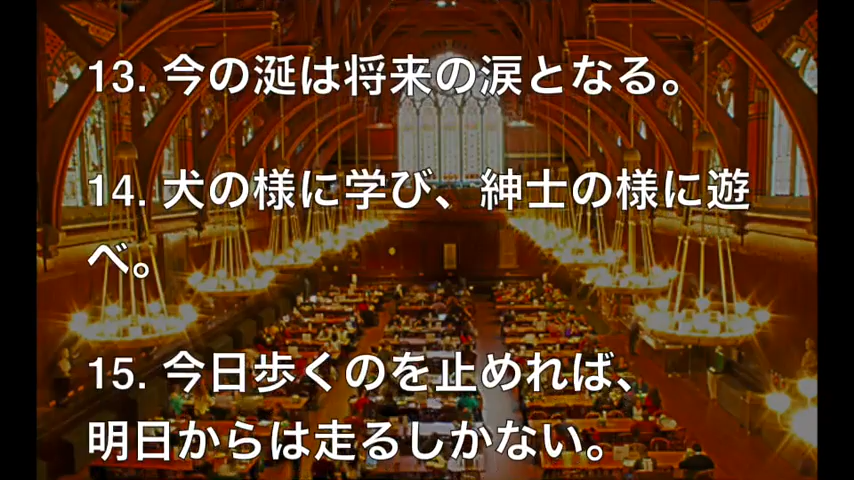 13. 今の涎は将来の涙となる。
14. 犬の様に学び、紳士の様に遊
べ。
15. 今日歩くのを止めれば、
明日からは走るしかない。